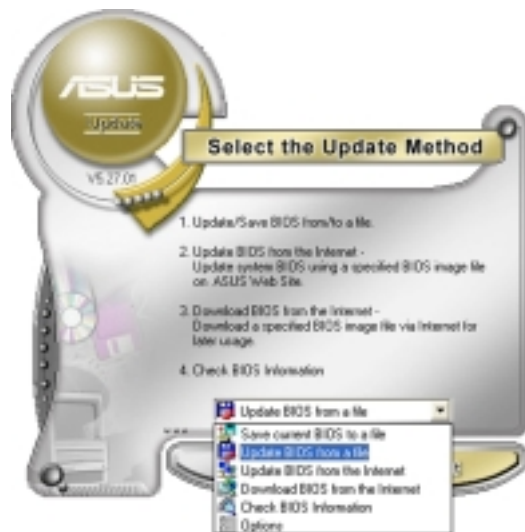 ASUS
Update
V5.27.01
Select the Update Method
1. Update/Save BIOS from/to a file.
2. Update BIOS from the Internet -
Update system BIOS using a specified BIOS image file
on ASUS Web Site.
3. Download BIOS from the Internet -
Download a specified BIOS image file via Internet for
later usage.
4. Check BIOS Information
Update BIOS from a file
Save current BIOS to a file
Update BIOS from a file
Update BIOS from the Internet
Download BIOS from the Internet
Check BIOS Information
Options